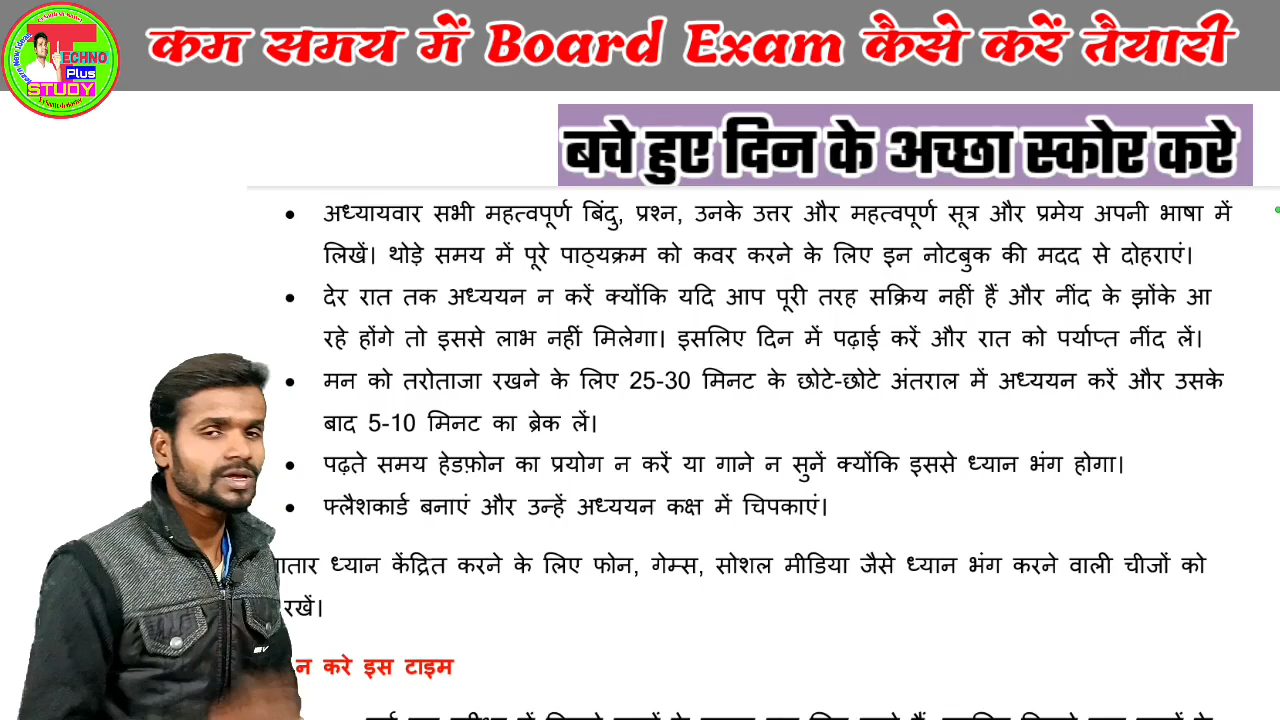 कम समय में Board Exam कैसे करें तैयारी
TECHNO
Plus
STUDY
बचे हुए दिन के अच्छा स्कोर करे
• अध्यायवार सभी महत्वपूर्ण बिंदु, प्रश्न, उनके उत्तर और महत्वपूर्ण सूत्र और प्रमेय अपनी भाषा में
लिखें। थोड़े समय में पूरे पाठ्यक्रम को कवर करने के लिए इन नोटबुक की मदद से दोहराएं।
• देर रात तक अध्ययन न करें क्योंकि यदि आप पूरी तरह सक्रिय नहीं हैं और नींद के झोंके आ
रहे होंगे तो इससे लाभ नहीं मिलेगा। इसलिए दिन में पढ़ाई करें और रात को पर्याप्त नींद लें।
• मन को तरोताजा रखने के लिए 25-30 मिनट के छोटे-छोटे अंतराल में अध्ययन करें और उसके
बाद 5-10 मिनट का ब्रेक लें।
• पढ़ते समय हेडफ़ोन का प्रयोग न करें या गाने न सुनें क्योंकि इससे ध्यान भंग होगा।
• फ्लैशकार्ड बनाएं और उन्हें अध्ययन कक्ष में चिपकाएं।
ध्यान केंद्रित करने के लिए फोन, गेम्स, सोशल मीडिया जैसे ध्यान भंग करने वाली चीजों को
रखें।
न करे इस टाइम